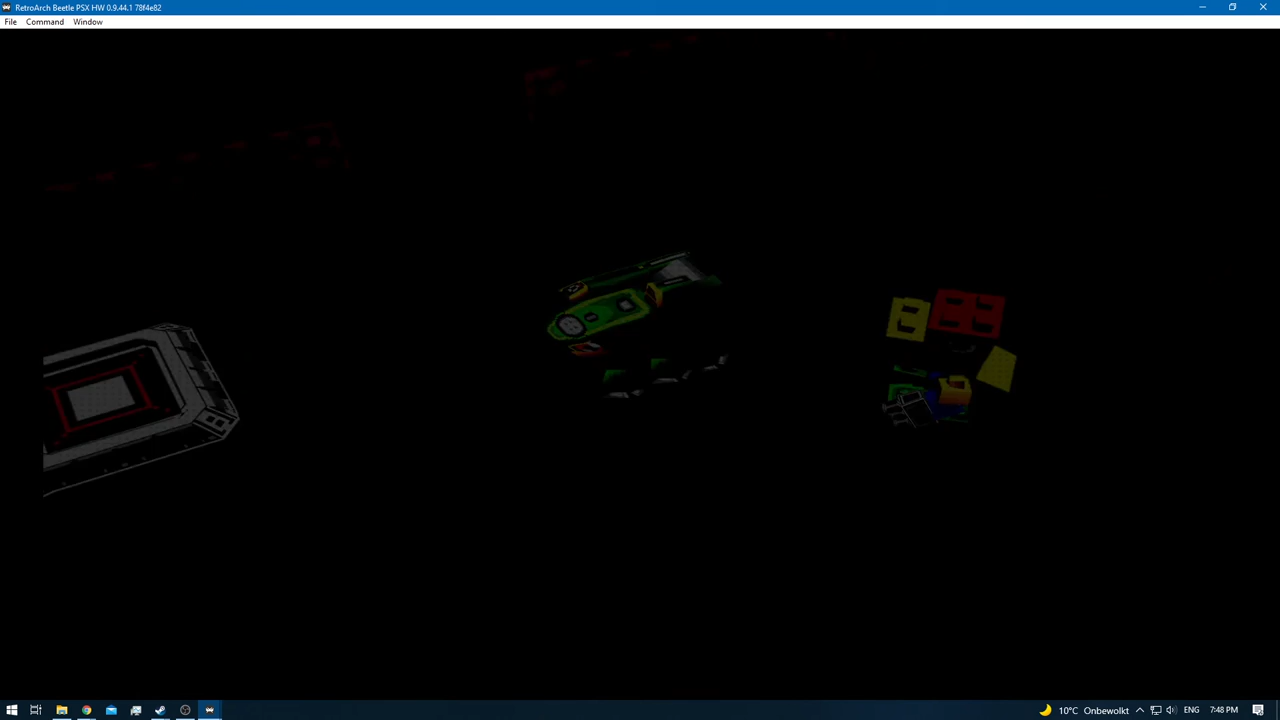 RetroArch Beetle PSX HW 0.9.44.1 78f4e82
File Command Window
10°C Onbewolkt ENG 7:48 PM